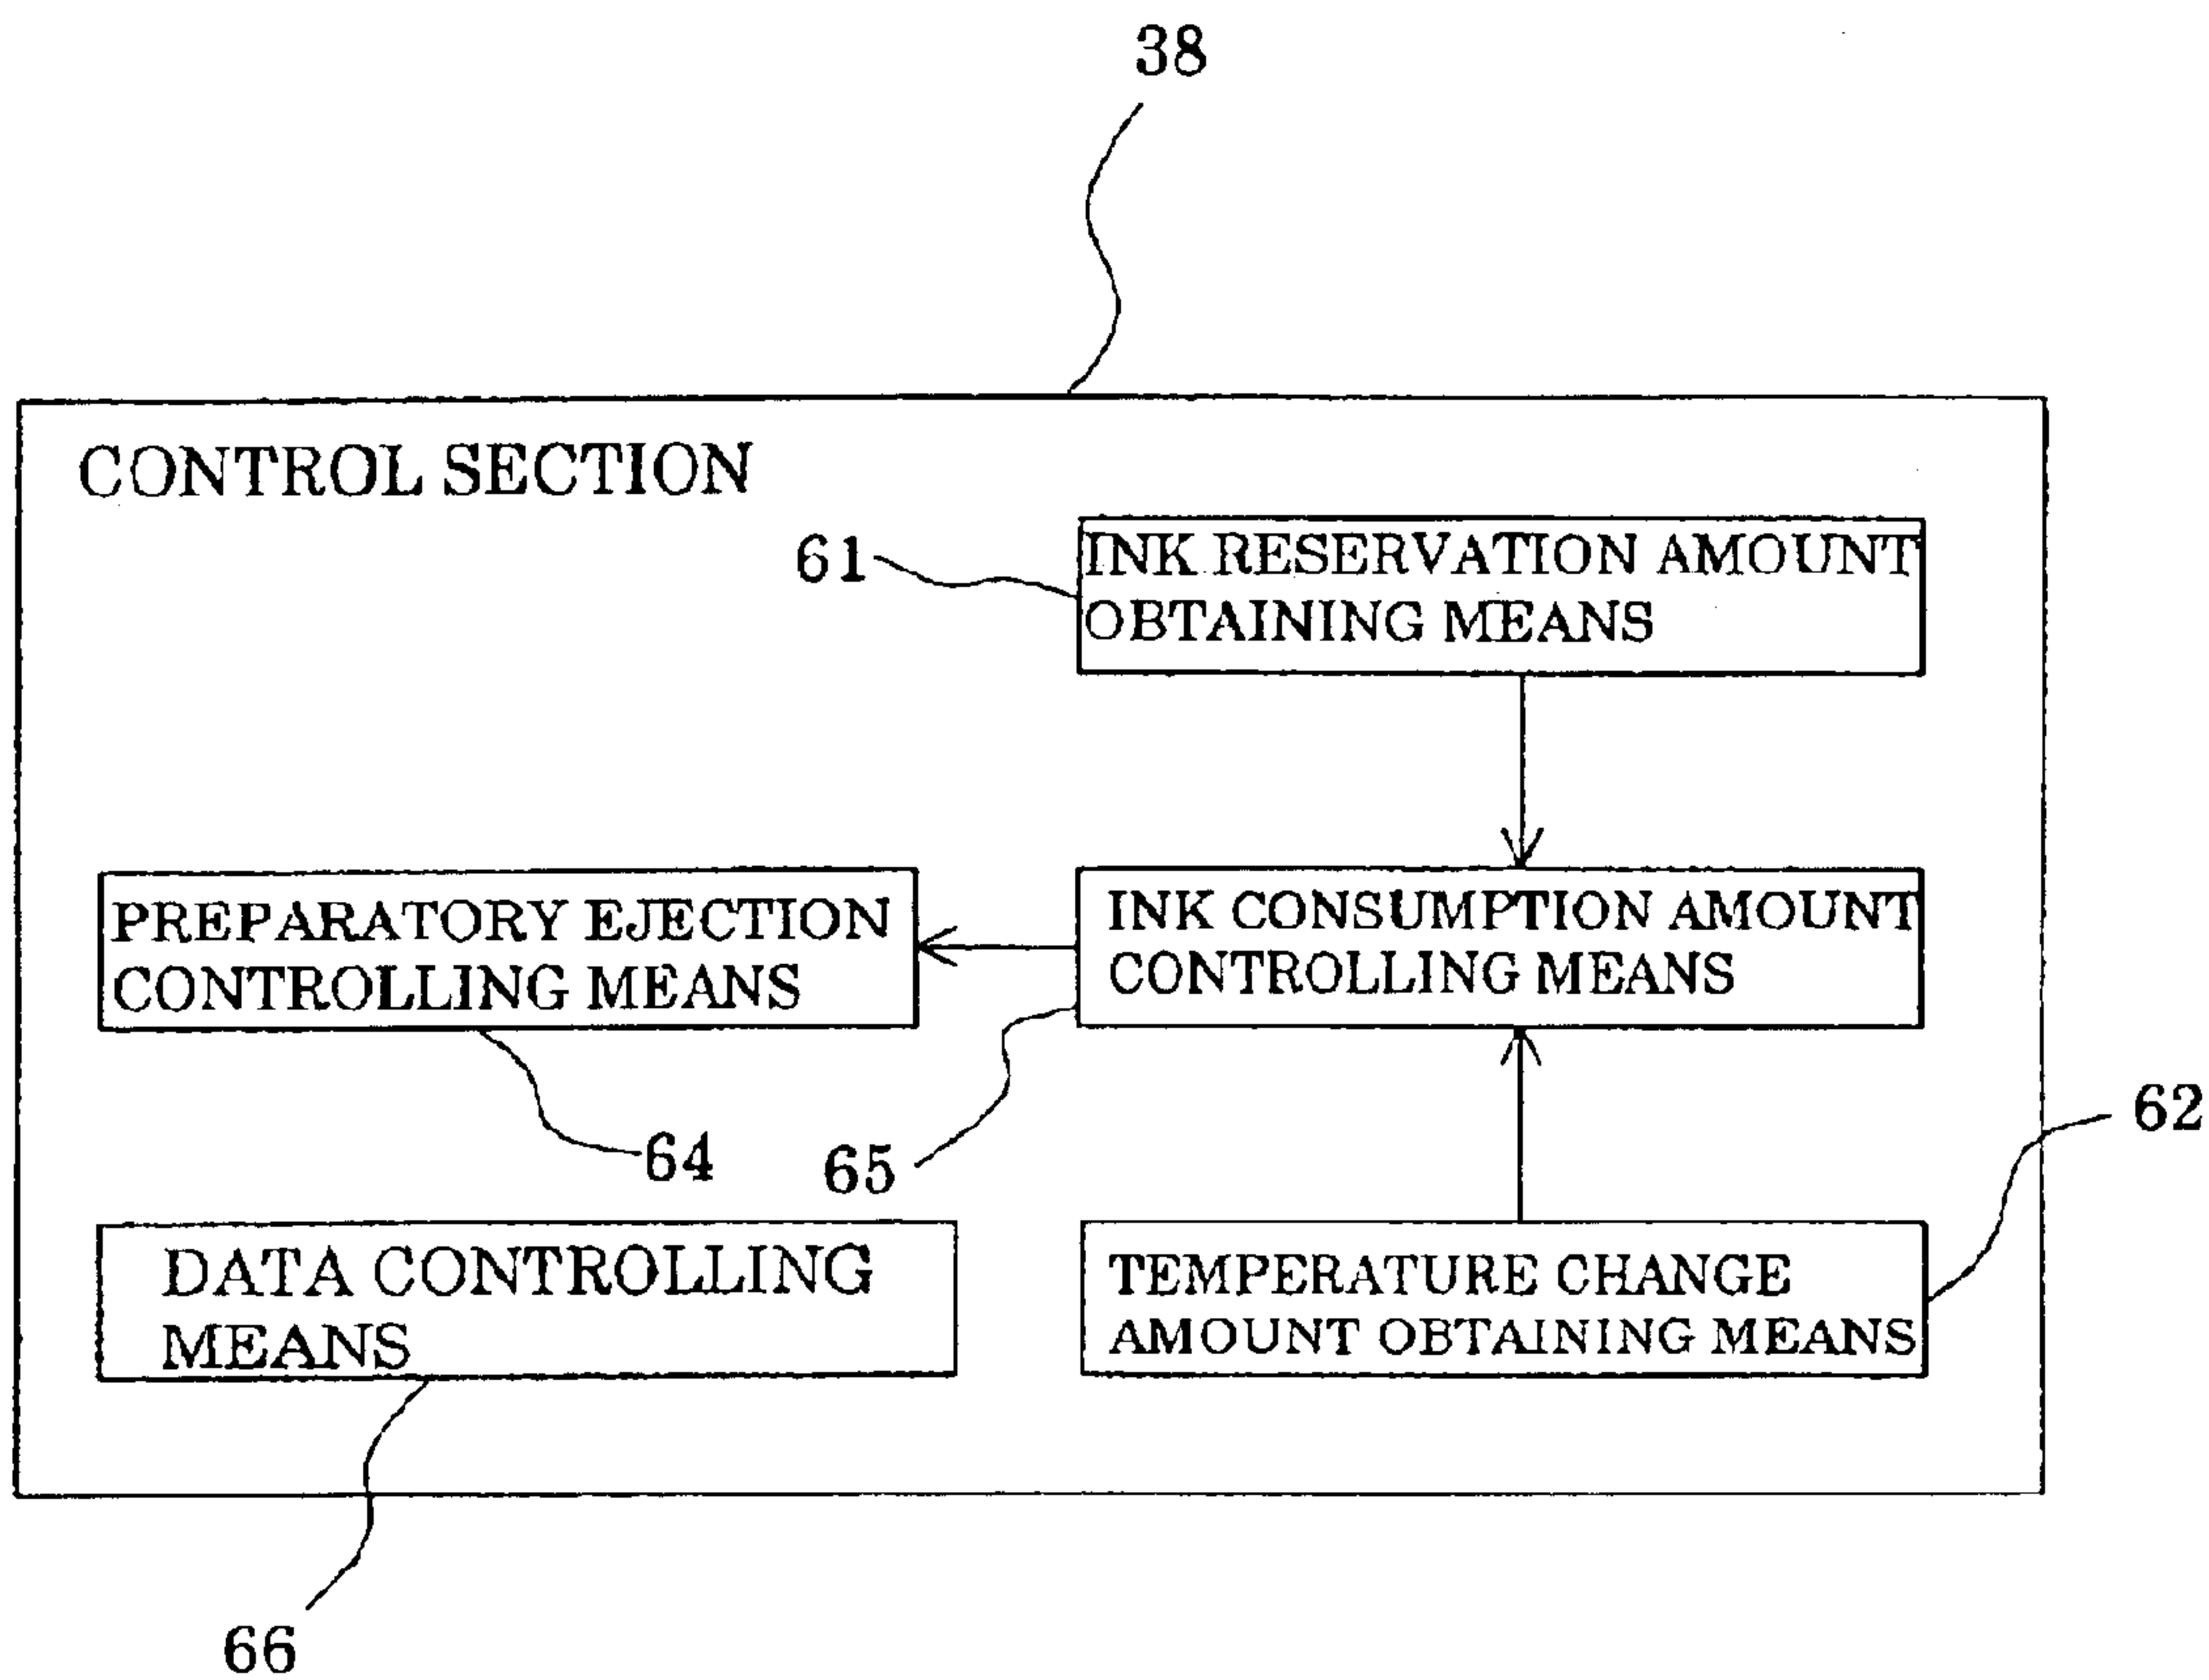 38
CONTROL SECTION
61
INK RESERVATION AMOUNT
OBTAINING MEANS
PREPARATORY EJECTION
CONTROLLING MEANS
INK CONSUMPTION AMOUNT
CONTROLLING MEANS
64
65
62
DATA CONTROLLING
MEANS
TEMPERATURE CHANGE
AMOUNT OBTAINING MEANS
66